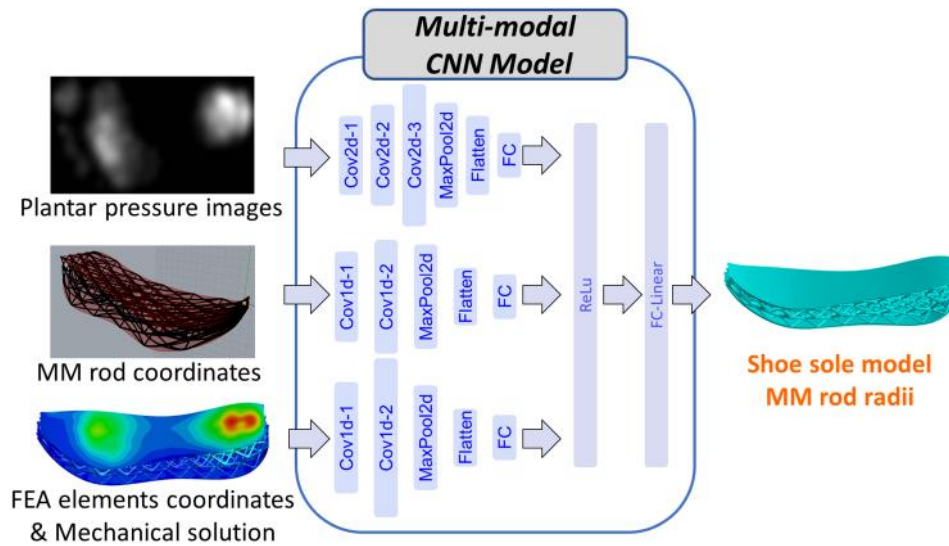 Multi-modal
CNN Model
Cov2d-1
Cov2d-2
Cov2d-3
MaxPool2d
Flatten
FC
Plantar pressure images
Cov1d-1
Cov1d-2
MaxPool2d
Flatten
FC
MM rod coordinates
Cov1d-1
Cov1d-2
MaxPool2d
Flatten
FC
FEA elements coordinates
& Mechanical solution
ReLu
FC-Linear
Shoe sole model
MM rod radii